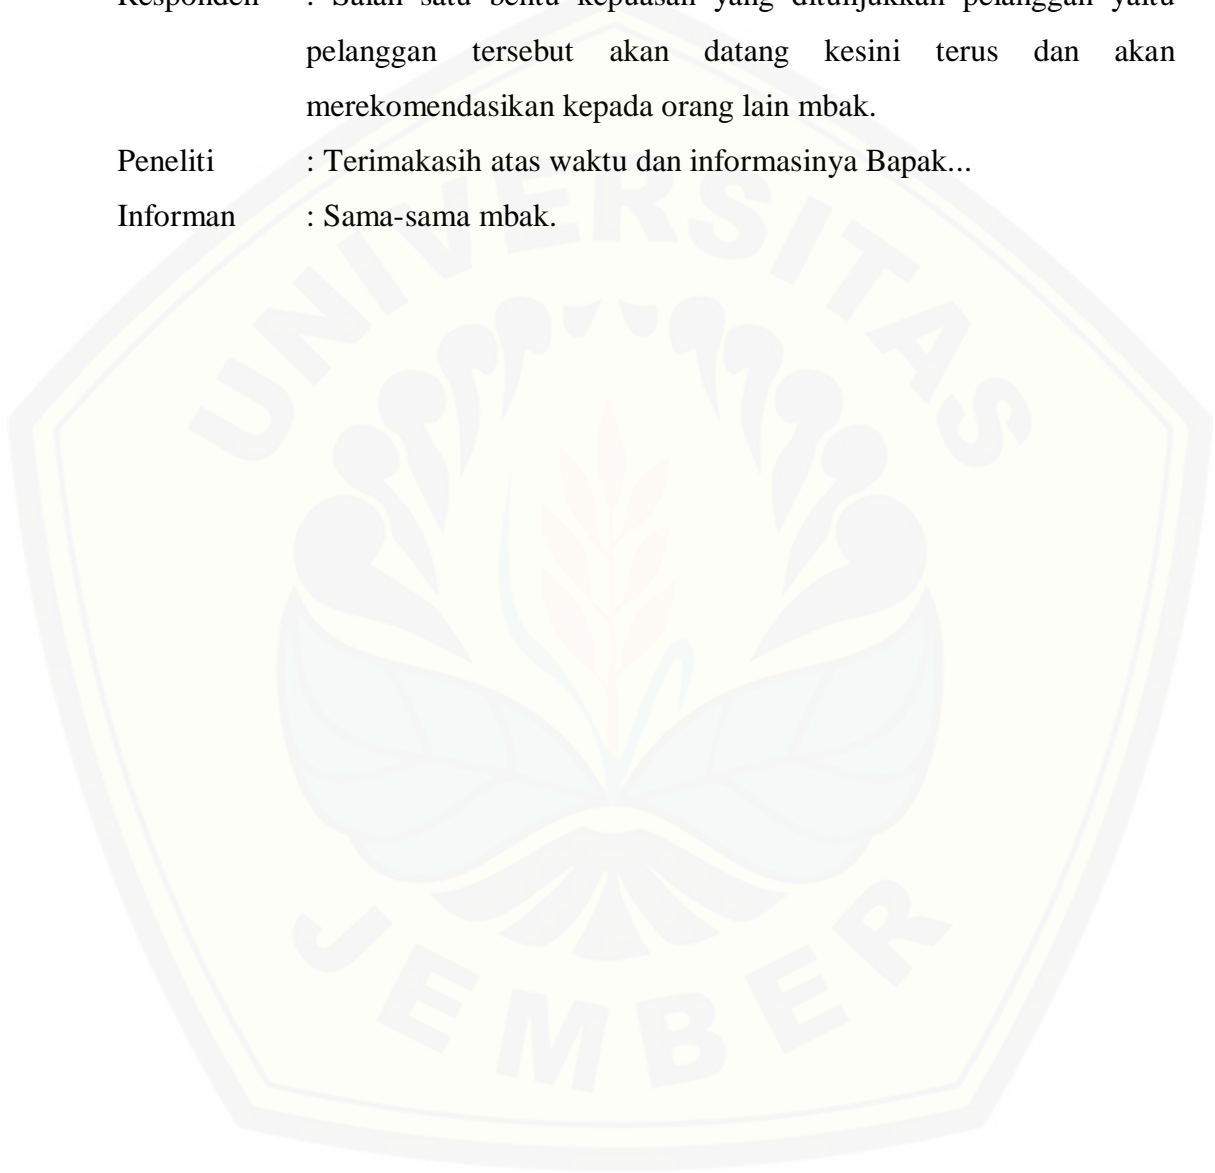 Responden : Salah satu bentu kepuasan yang ditunjukkan pelanggan yaitu
pelanggan tersebut akan datang kesini terus dan akan
merekomendasikan kepada orang lain mbak.
Peneliti : Terimakasih atas waktu dan informasinya Bapak...
Informan : Sama-sama mbak.
UNIVERSITAS
JEMBER